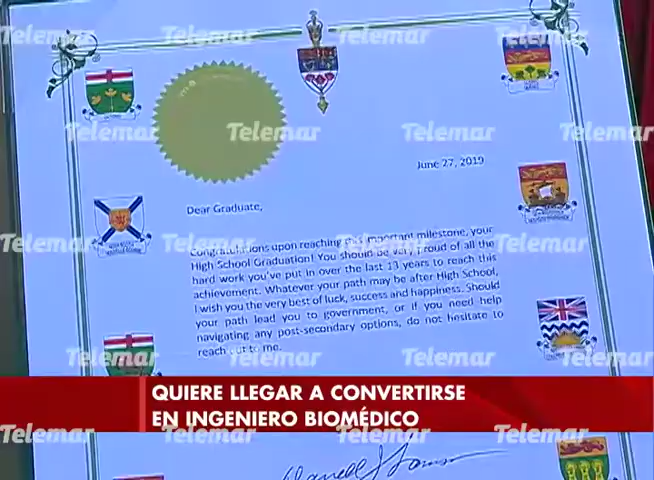 June 27, 2019
Dear Graduate,
Congratulations upon reaching this important milestone, your
High School Graduation! You should be very proud of all the
hard work you've put in over the last 13 years to reach this
achievement. Whatever your path may be after High School,
I wish you the very best of luck, success and happiness. Should
your path lead you to government, or if you need help
navigating any post-secondary options, do not hesitate to
reach out to me.
QUIERE LLEGAR A CONVERTIRSE
EN INGENIERO BIOMÉDICO
Telemar